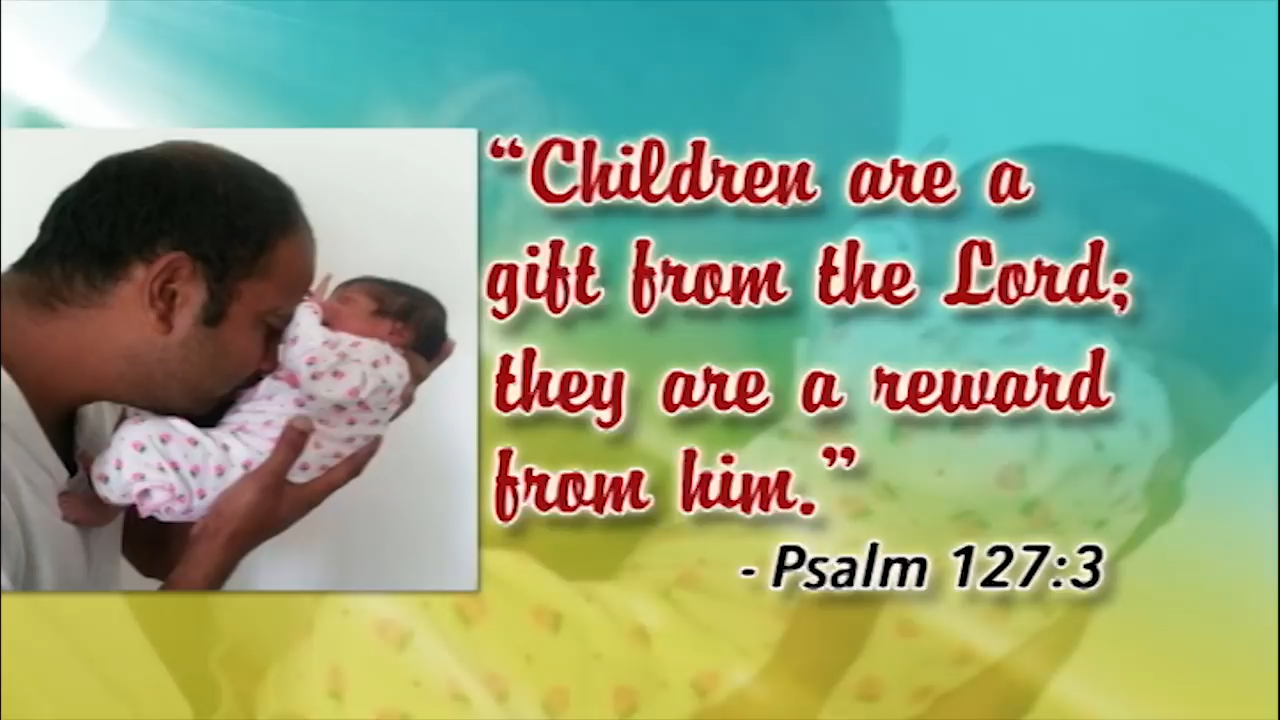 “Children are a
gift from the Lord;
they are a reward
from him.”
- Psalm 127:3